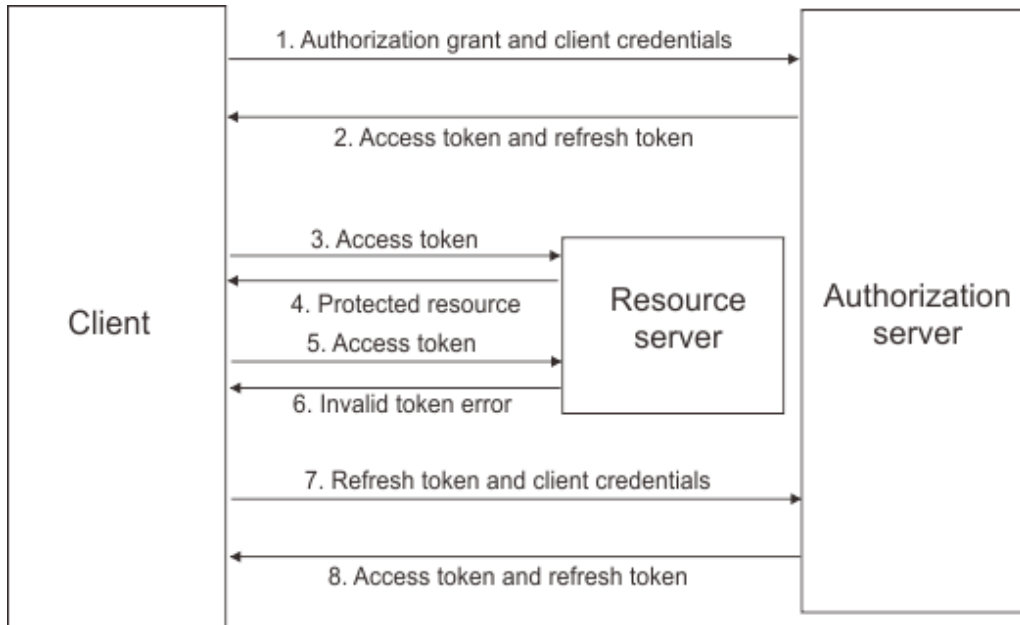 1. Authorization grant and client credentials
2. Access token and refresh token
3. Access token
4. Protected resource
5. Access token
6. Invalid token error
Client
Resource
server
Authorization
server
7. Refresh token and client credentials
8. Access token and refresh token